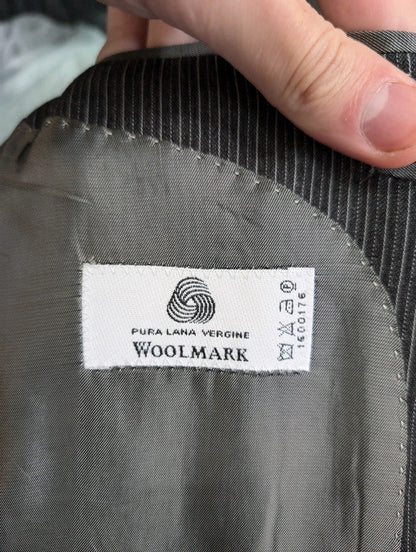 PURA LANA VERGINE
WOOLMARK
P
1600176